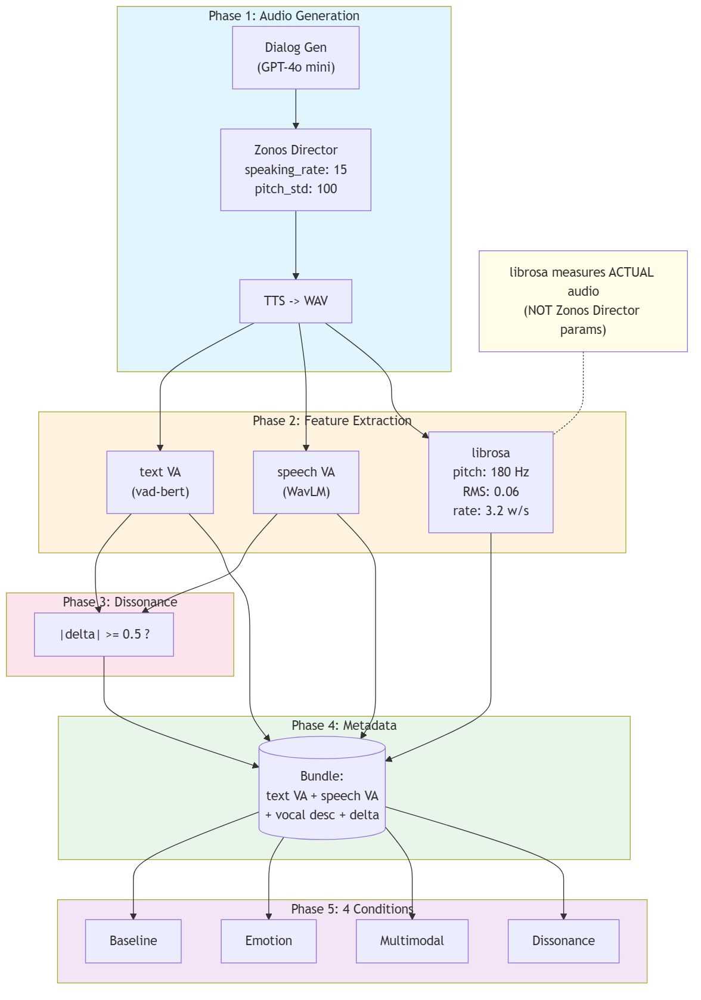 Phase 1: Audio Generation
Dialog Gen
(GPT-4o mini)
Zonos Director
speaking_rate: 15
pitch_std: 100
TTS -> WAV
librosa measures ACTUAL
audio
(NOT Zonos Director
params)
Phase 2: Feature Extraction
text VA
(vad-bert)
speech VA
(WavLM)
librosa
pitch: 180 Hz
RMS: 0.06
rate: 3.2 w/s
Phase 3: Dissonance
|delta| >= 0.5 ?
Phase 4: Metadata
Bundle:
text VA + speech VA
+ vocal desc + delta
Phase 5: 4 Conditions
Baseline
Emotion
Multimodal
Dissonance